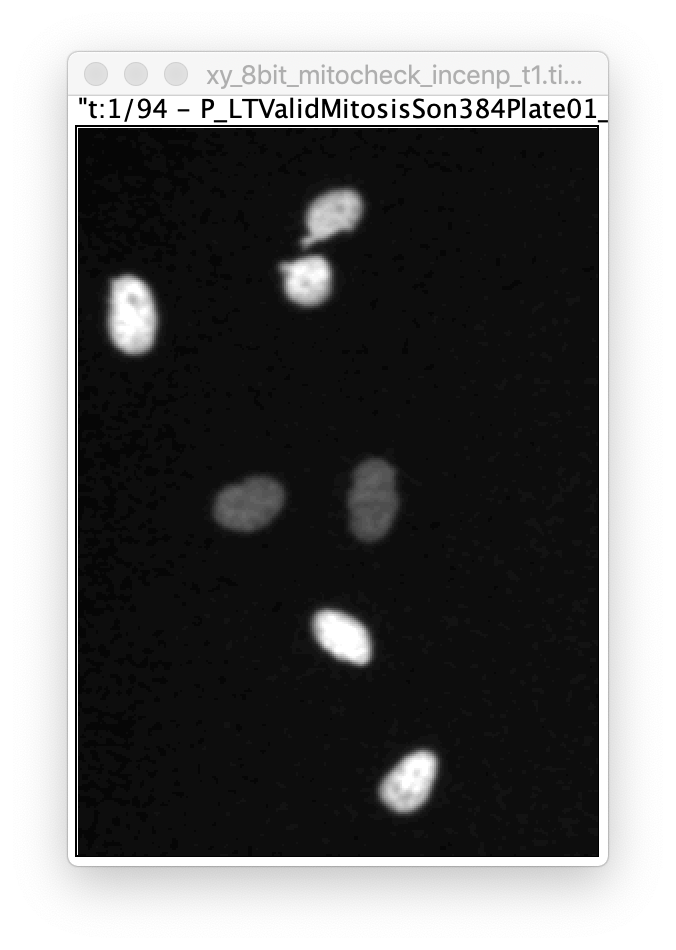 xy_8bit_mitocheck_incenp_t1.ti...
"t:1/94 – P_LTValidMitosisSon384Plate01_